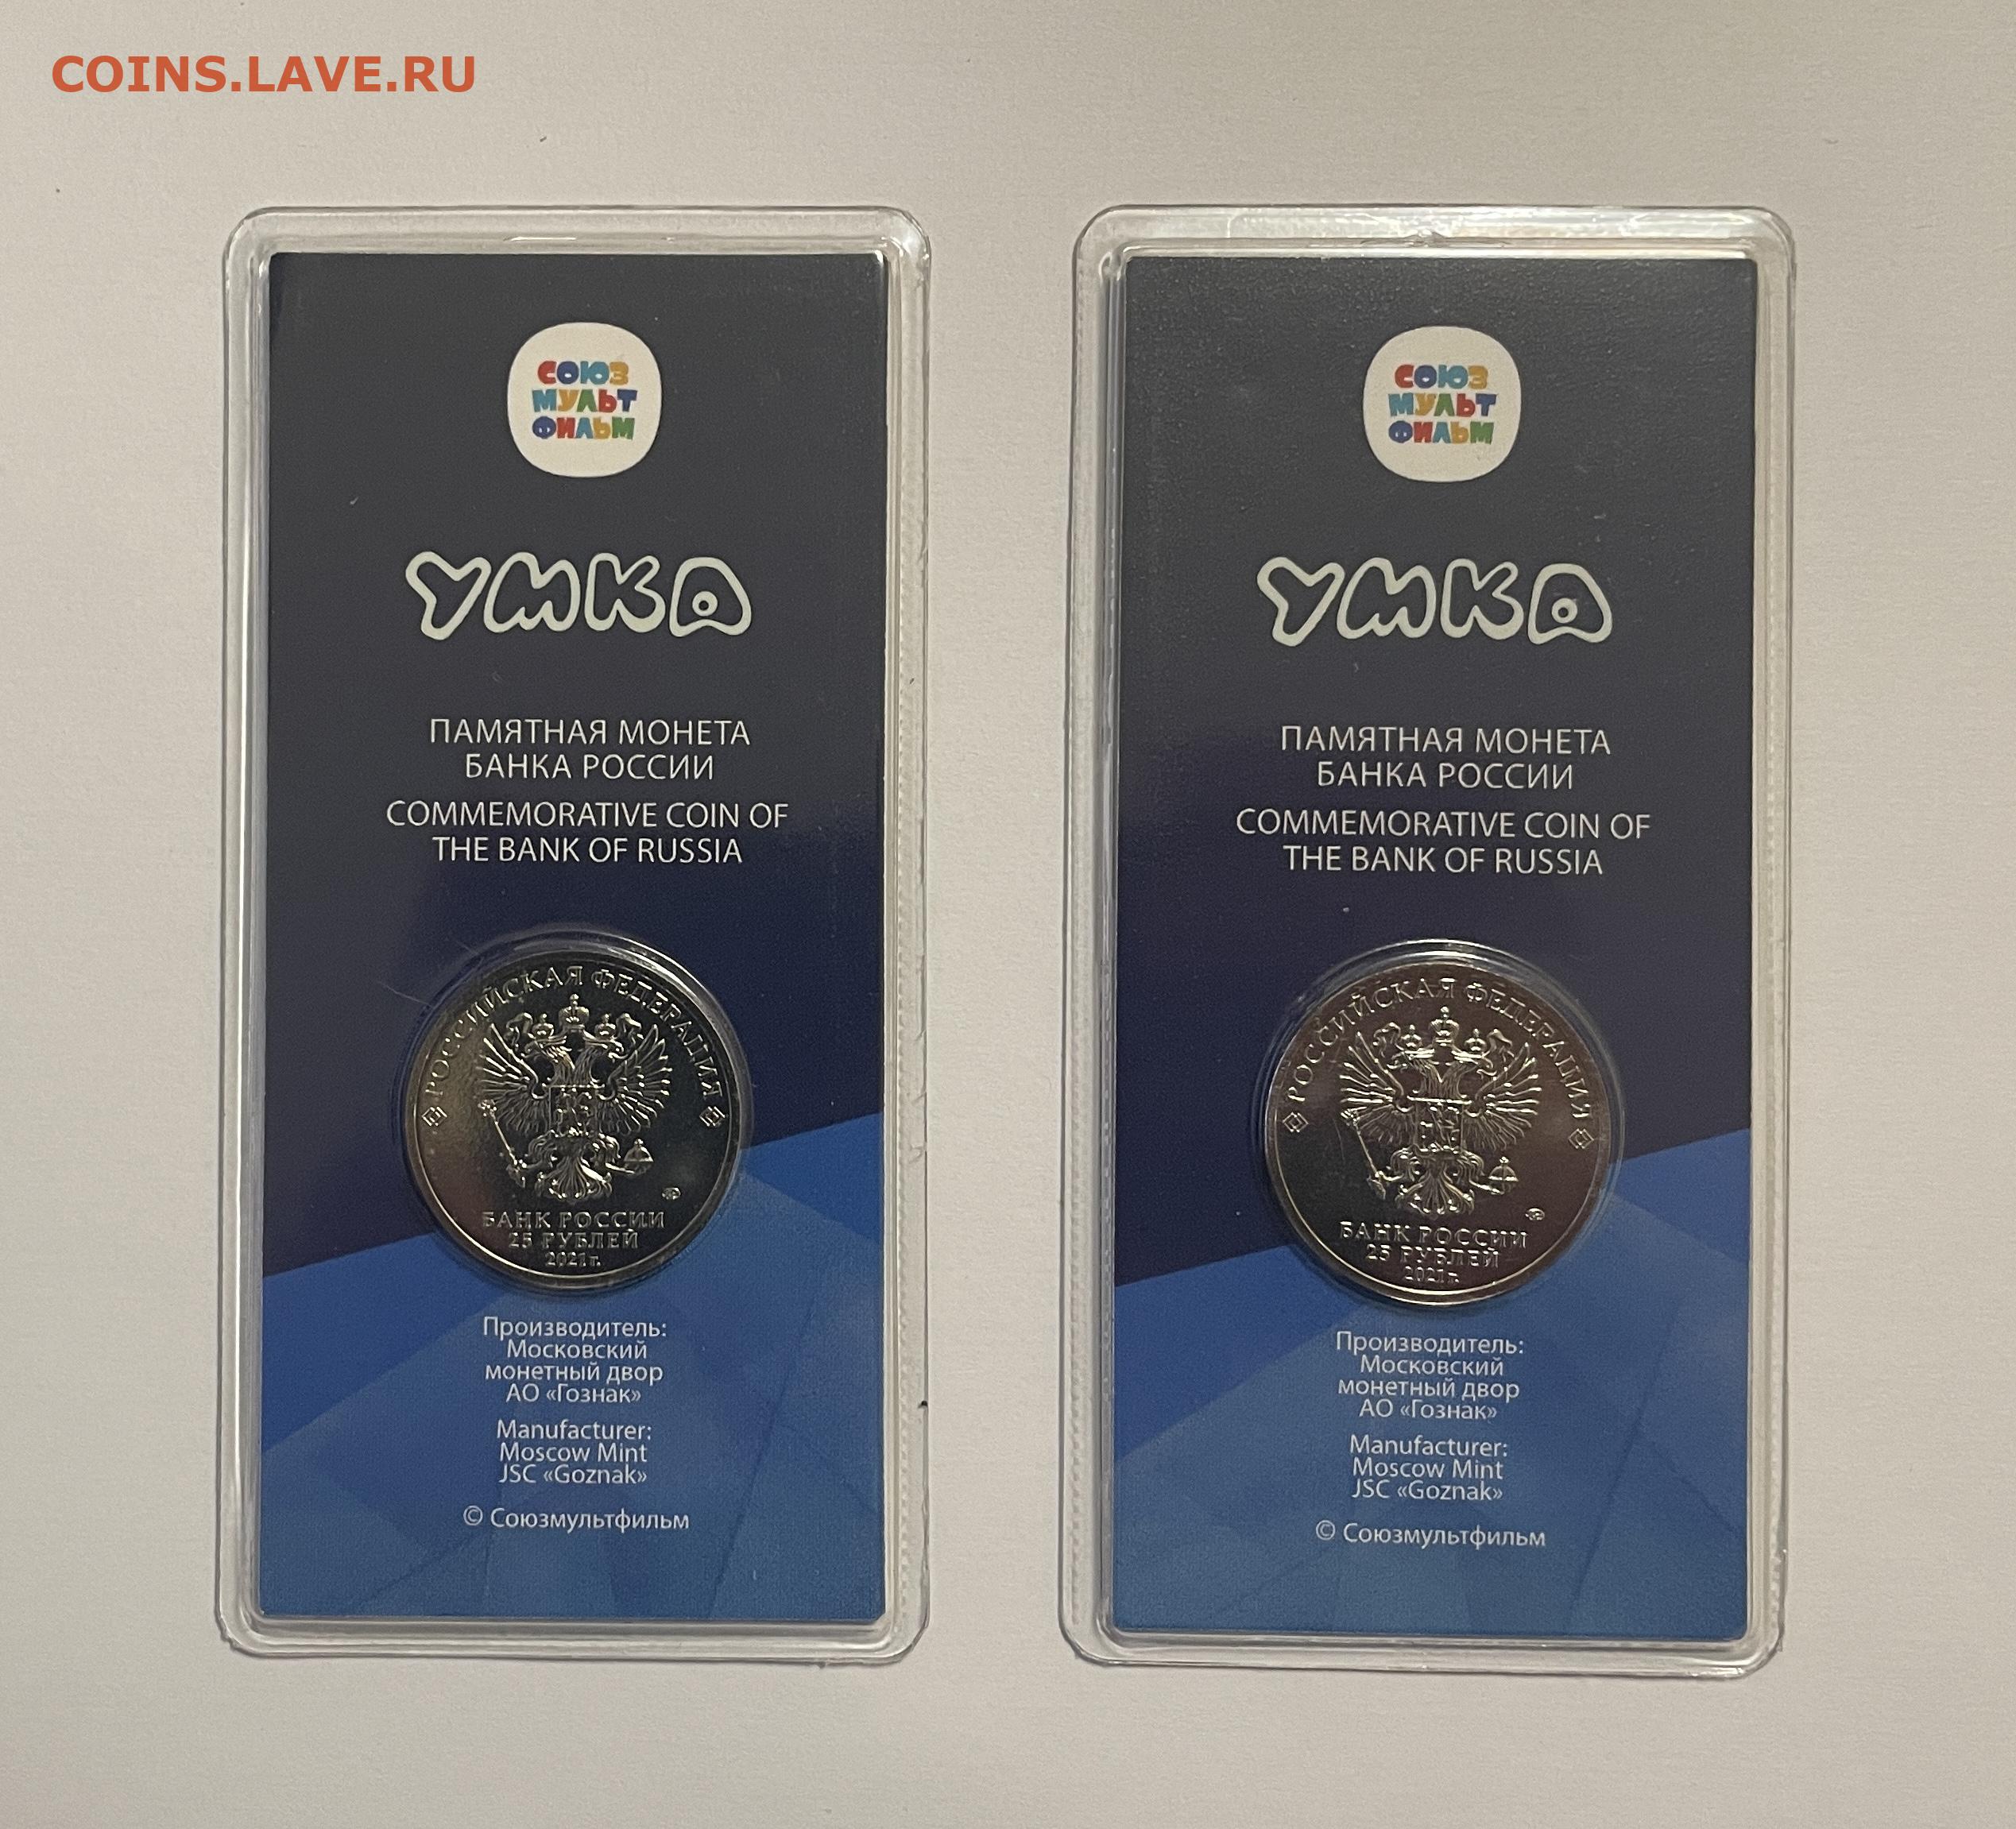 COINS.LAVE.RU
СОЮЗ
МУЛЬТ
ФИЛЬМ
УМКА
ПАМЯТНАЯ МОНЕТА
БАНКА РОССИИ
COMMEMORATIVE COIN OF
THE BANK OF RUSSIA
РОССИЙСКАЯ ФЕДЕРАЦИЯ
БАНК РОССИИ
25 РУБЛЕЙ
2021 г.
Производитель:
Московский
монетный двор
АО «Гознак»
Manufacturer:
Moscow Mint
JSC «Goznak»
© Союзмультфильм
СОЮЗ
МУЛЬТ
ФИЛЬМ
УМКА
ПАМЯТНАЯ МОНЕТА
БАНКА РОССИИ
COMMEMORATIVE COIN OF
THE BANK OF RUSSIA
РОССИЙСКАЯ ФЕДЕРАЦИЯ
БАНК РОССИИ
25 РУБЛЕЙ
2021 г.
Производитель:
Московский
монетный двор
АО «Гознак»
Manufacturer:
Moscow Mint
JSC «Goznak»
© Союзмультфильм